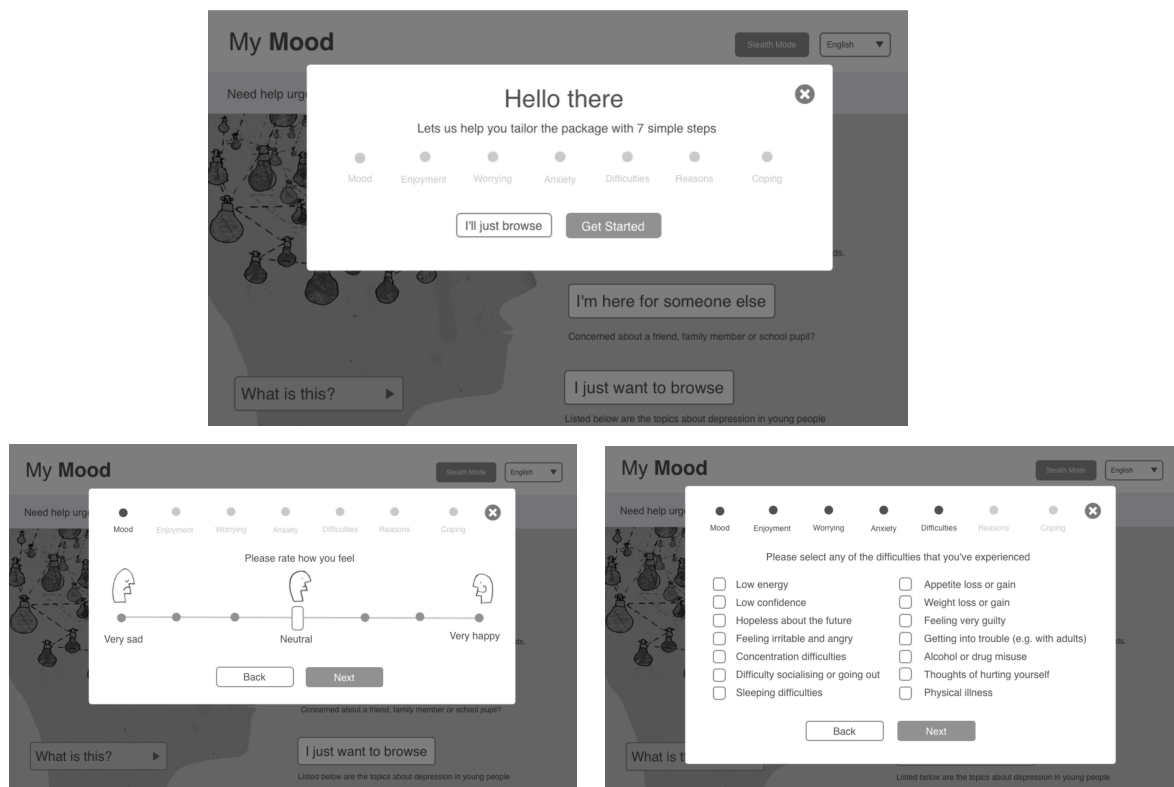 My Mood
Stealth Mode English
Need help urg
Hello there
Lets us help you tailor the package with 7 simple steps
Mood Enjoyment Worrying Anxiety Difficulties Reasons Coping
I'll just browse Get Started
ds.
I'm here for someone else
Concerned about a friend, family member or school pupil?
What is this?
I just want to browse
Listed below are the topics about depression in young people
My Mood
Stealth Mode English
Need help urg
Mood Enjoyment Worrying Anxiety Difficulties Reasons Coping
Please rate how you feel
Very sad Neutral Very happy
ds.
Back Next
Concerned about a friend, family member or school pupil?
What is this?
I just want to browse
Listed below are the topics about depression in young people
My Mood
Stealth Mode English
Need help urg
Mood Enjoyment Worrying Anxiety Difficulties Reasons Coping
Please select any of the difficulties that you've experienced
Low energy Appetite loss or gain
Low confidence Weight loss or gain
Hopeless about the future Feeling very guilty
Feeling irritable and angry Getting into trouble (e.g. with adults)
ds.
Concentration difficulties Alcohol or drug misuse
Difficulty socialising or going out Thoughts of hurting yourself
Sleeping difficulties Physical illness
Back Next
What is t
Listed below are the topics about depression in young people